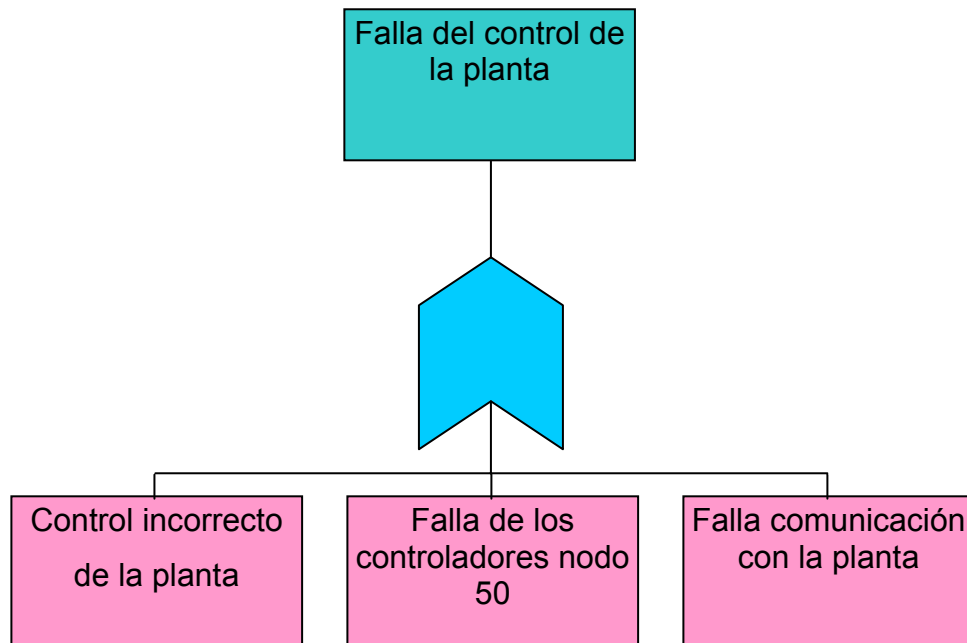 Falla del control de
la planta
Control incorrecto
de la planta
Falla de los
controladores nodo
50
Falla comunicación
con la planta